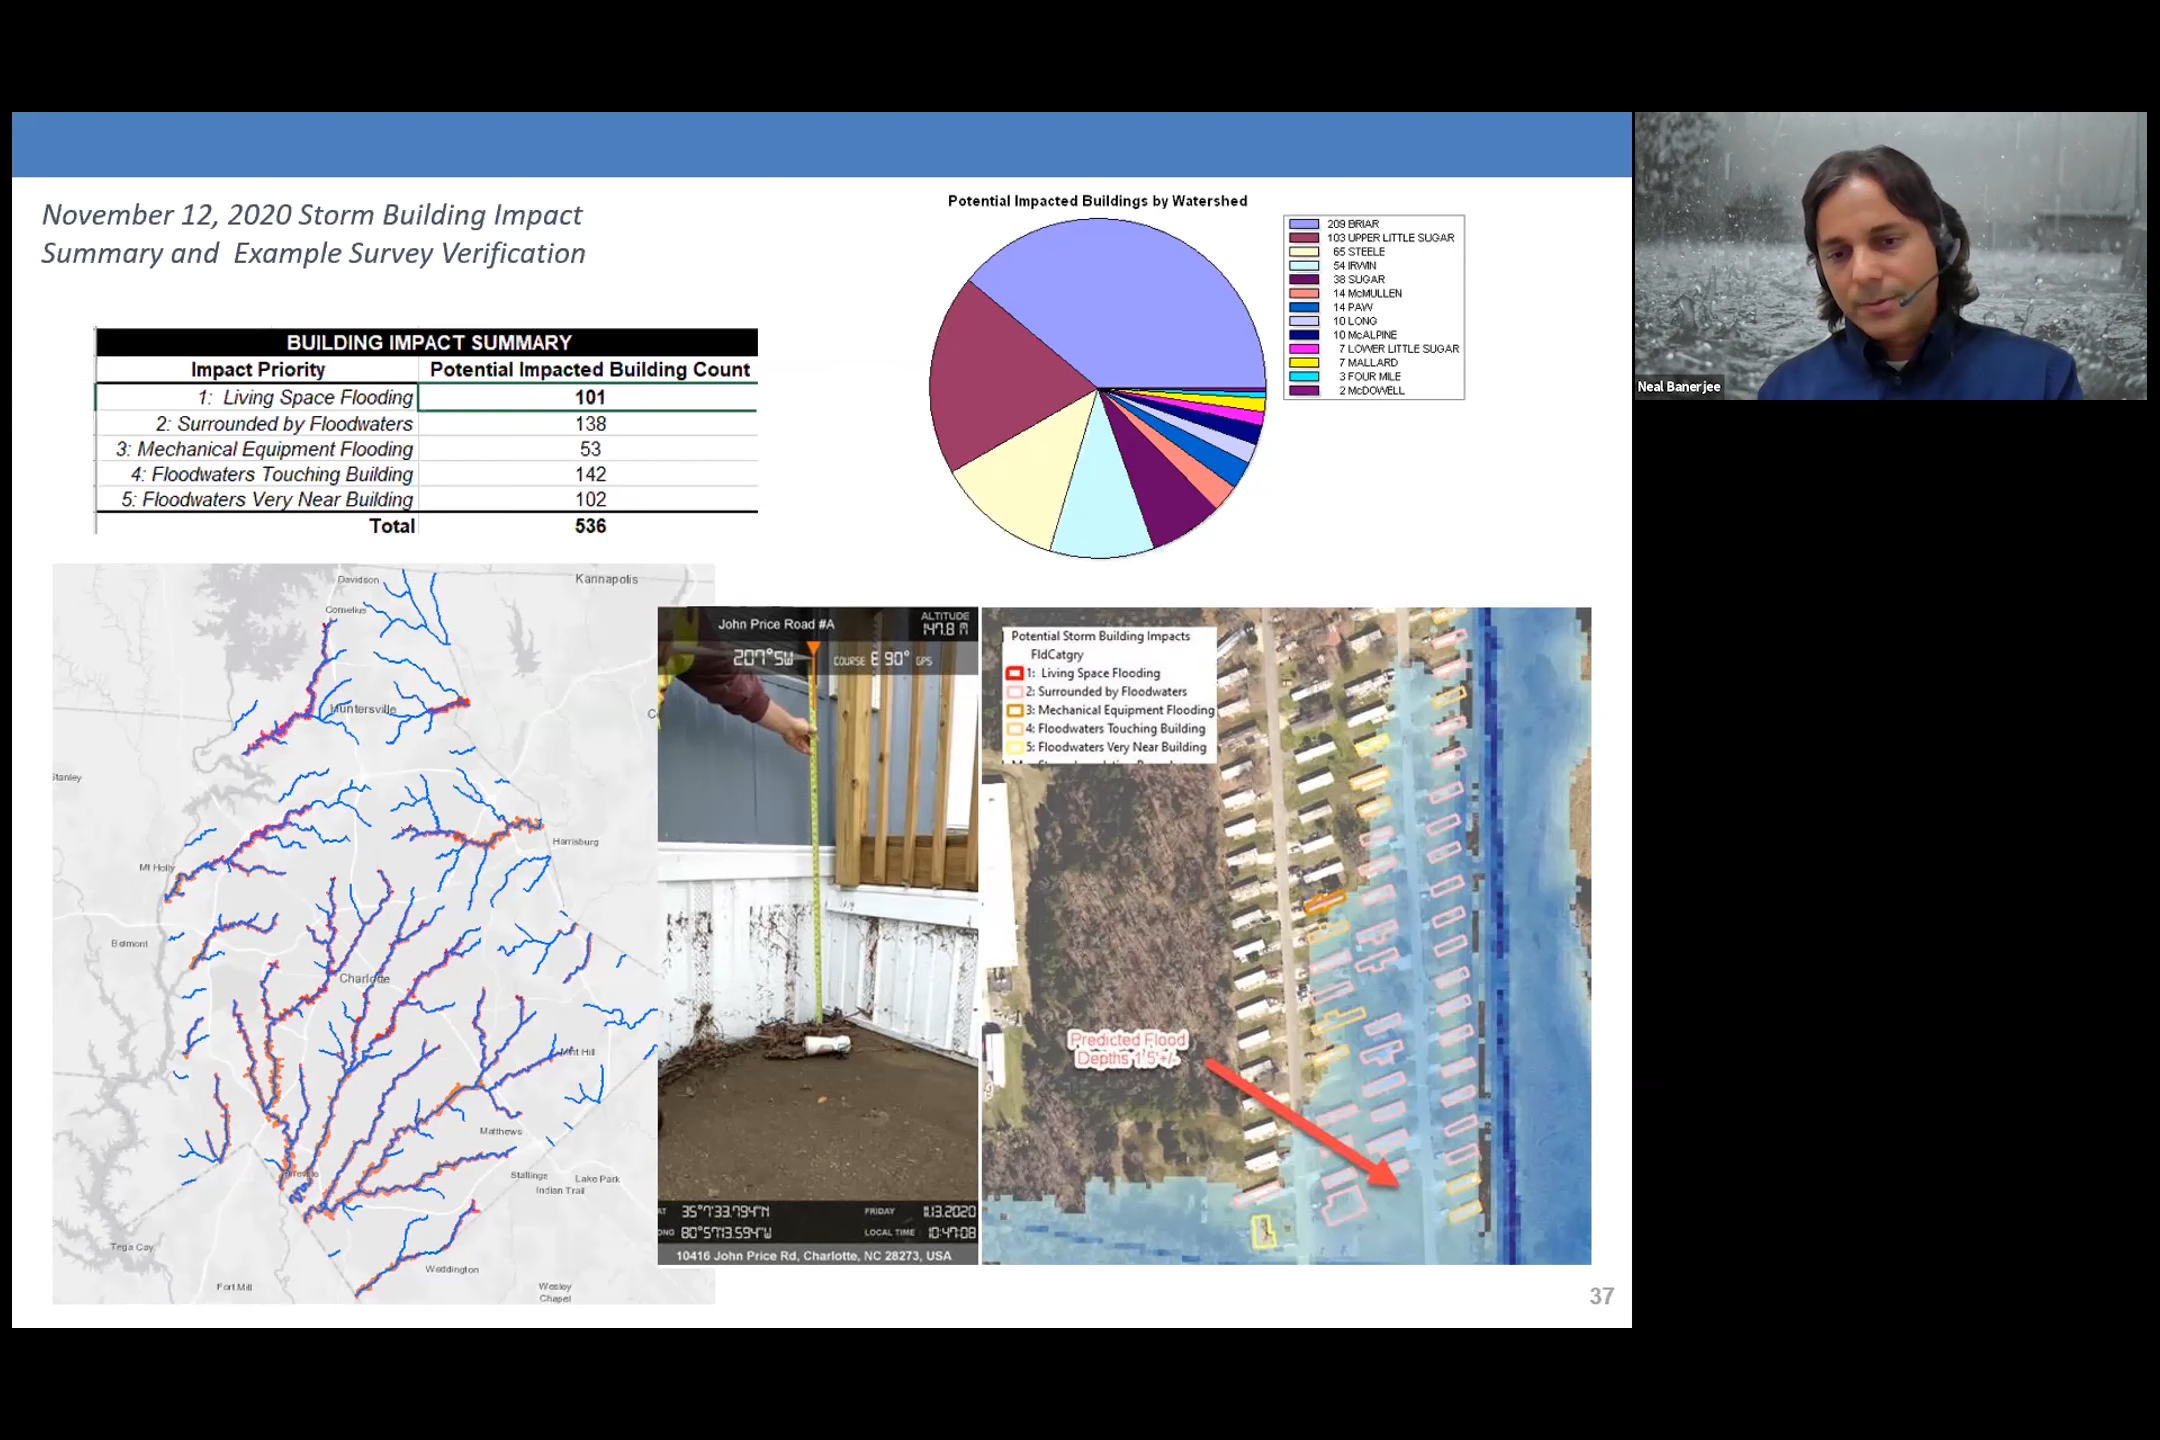 November 12, 2020 Storm Building Impact
Summary and Example Survey Verification
BUILDING IMPACT SUMMARY
Impact Priority Potential Impacted Building Count
1: Living Space Flooding 101
2: Surrounded by Floodwaters 138
3: Mechanical Equipment Flooding 53
4: Floodwaters Touching Building 142
5: Floodwaters Very Near Building 102
Total 536
Potential Impacted Buildings by Watershed
209 BRIAR
103 UPPER LITTLE SUGAR
65 STEELE
54 IRWIN
38 SUGAR
14 McMULLEN
14 PAW
10 LONG
10 McALPINE
7 LOWER LITTLE SUGAR
7 MALLARD
3 FOUR MILE
2 McDOWELL
Neal Banerjee
Davidson
Kannapolis
Cornelius
Huntersville
Stanley
Harrisburg
Mt Holly
Belmont
Charlotte
Mint Hill
Matthews
Stallings
Lake Park
Indian Trail
Tega Cay
Weddington
Fort Mill
Wesley
Chapel
John Price Road #A
ALTITUDE
147.8 M
207° SW
COURSE E 90° GPS
35°7'33.794"N
FRIDAY
80°57'13.594"W
LOCAL TIME 10:47:08
10416 John Price Rd, Charlotte, NC 28273, USA
Potential Storm Building Impacts
FldCatgry
1: Living Space Flooding
2: Surrounded by Floodwaters
3: Mechanical Equipment Flooding
4: Floodwaters Touching Building
5: Floodwaters Very Near Building
Predicted Flood
Depths 1.5'+/-
37